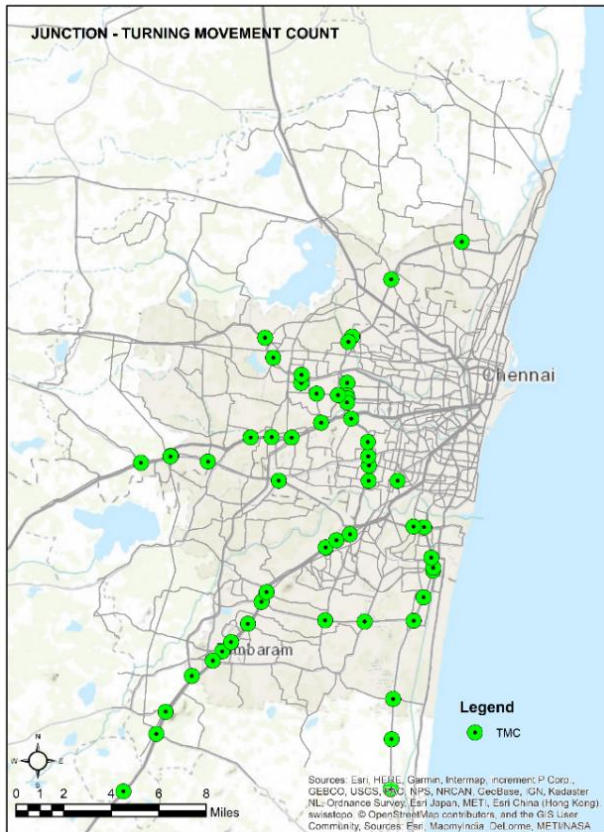 JUNCTION - TURNING MOVEMENT COUNT
Chennai
Legend
TMC
N
W E
S
0 1 2 4 6 8
Miles
Sources: Esri, HERE, Garmin, Intermap, increment P Corp.,
GEBCO, USGS, NPS, NRCAN, GeoBase, IGN, Kadaster
NL, Ordnance Survey, Esri Japan, METI, Esri China (Hong Kong),
swisstopo, © OpenStreetMap contributors, and the GIS User
Community, Sources: Esri, MapmyIndia, DeLorme, METI/NASA